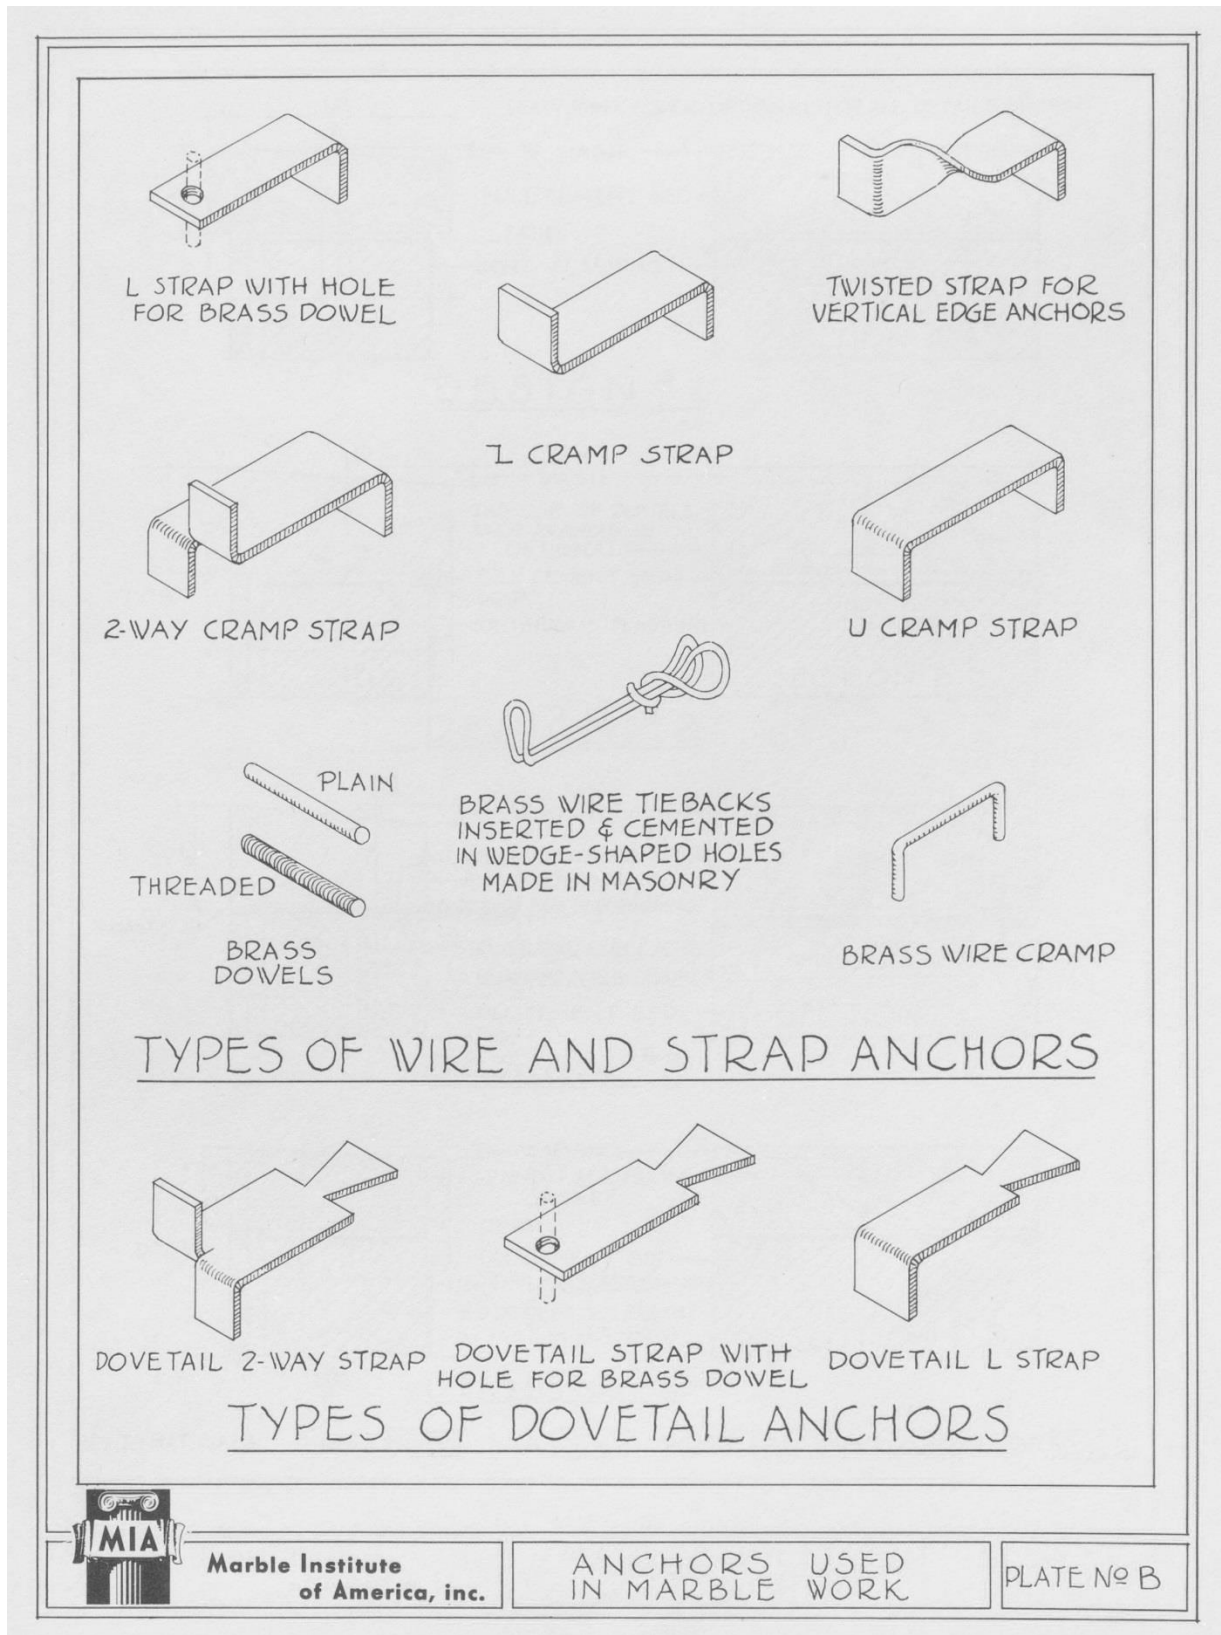 L STRAP WITH HOLE
FOR BRASS DOWEL
TWISTED STRAP FOR
VERTICAL EDGE ANCHORS
Z CRAMP STRAP
2-WAY CRAMP STRAP
U CRAMP STRAP
PLAIN
THREADED
BRASS
DOWELS
BRASS WIRE TIEBACKS
INSERTED & CEMENTED
IN WEDGE-SHAPED HOLES
MADE IN MASONRY
BRASS WIRE CRAMP
TYPES OF WIRE AND STRAP ANCHORS
DOVETAIL 2-WAY STRAP
DOVETAIL STRAP WITH
HOLE FOR BRASS DOWEL
DOVETAIL L STRAP
TYPES OF DOVETAIL ANCHORS
MIA
Marble Institute
of America, inc.
ANCHORS USED
IN MARBLE WORK
PLATE Nº B